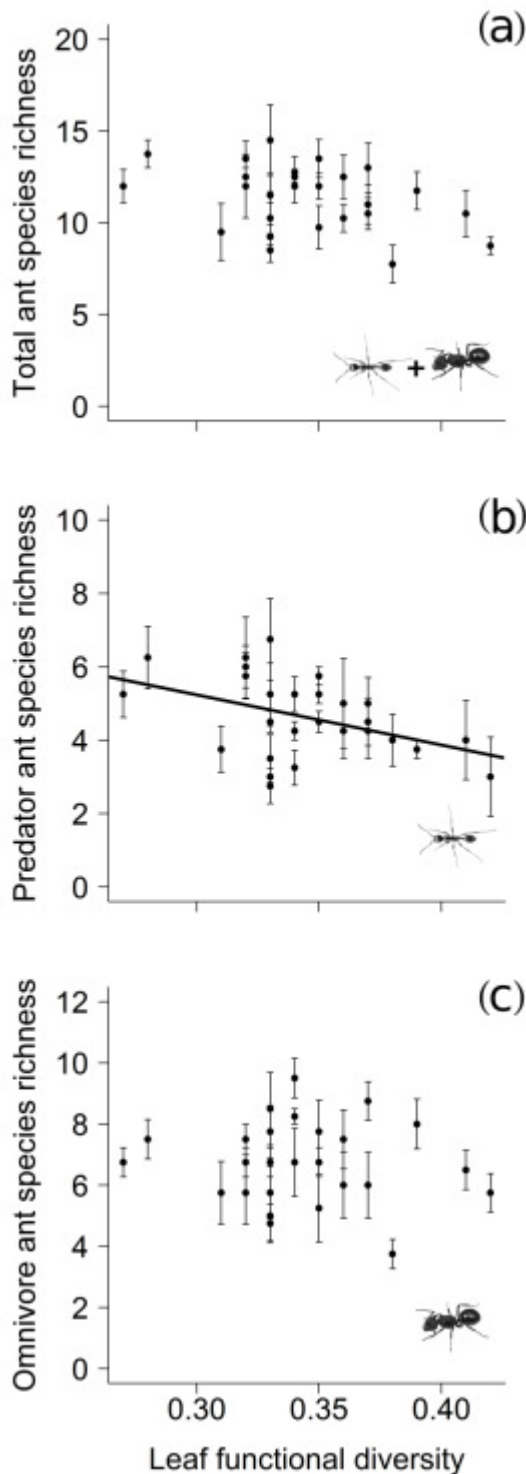 (a)
Total ant species richness
20
15
10
5
0
+
(b)
Predator ant species richness
10
8
6
4
2
0
(c)
Omnivore ant species richness
12
10
8
6
4
2
0
0.30 0.35 0.40
Leaf functional diversity